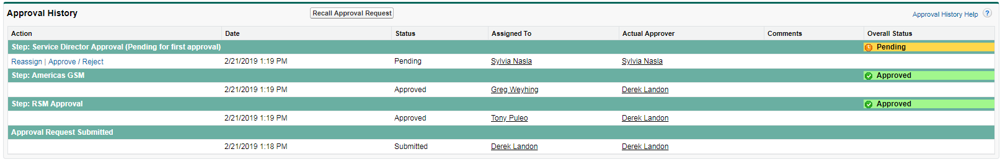 Approval History Recall Approval Request Approval History Help ?
Action Date Status Assigned To Actual Approver Comments Overall Status
Step: Service Director Approval (Pending for first approval) Pending
Reassign | Approve / Reject 2/21/2019 1:19 PM Pending Sylvia Nasla Sylvia Nasla
Step: Americas GSM Approved
2/21/2019 1:19 PM Approved Greg Weyhing Derek Landon
Step: RSM Approval Approved
2/21/2019 1:19 PM Approved Tony Puleo Derek Landon
Approval Request Submitted
2/21/2019 1:18 PM Submitted Derek Landon Derek Landon